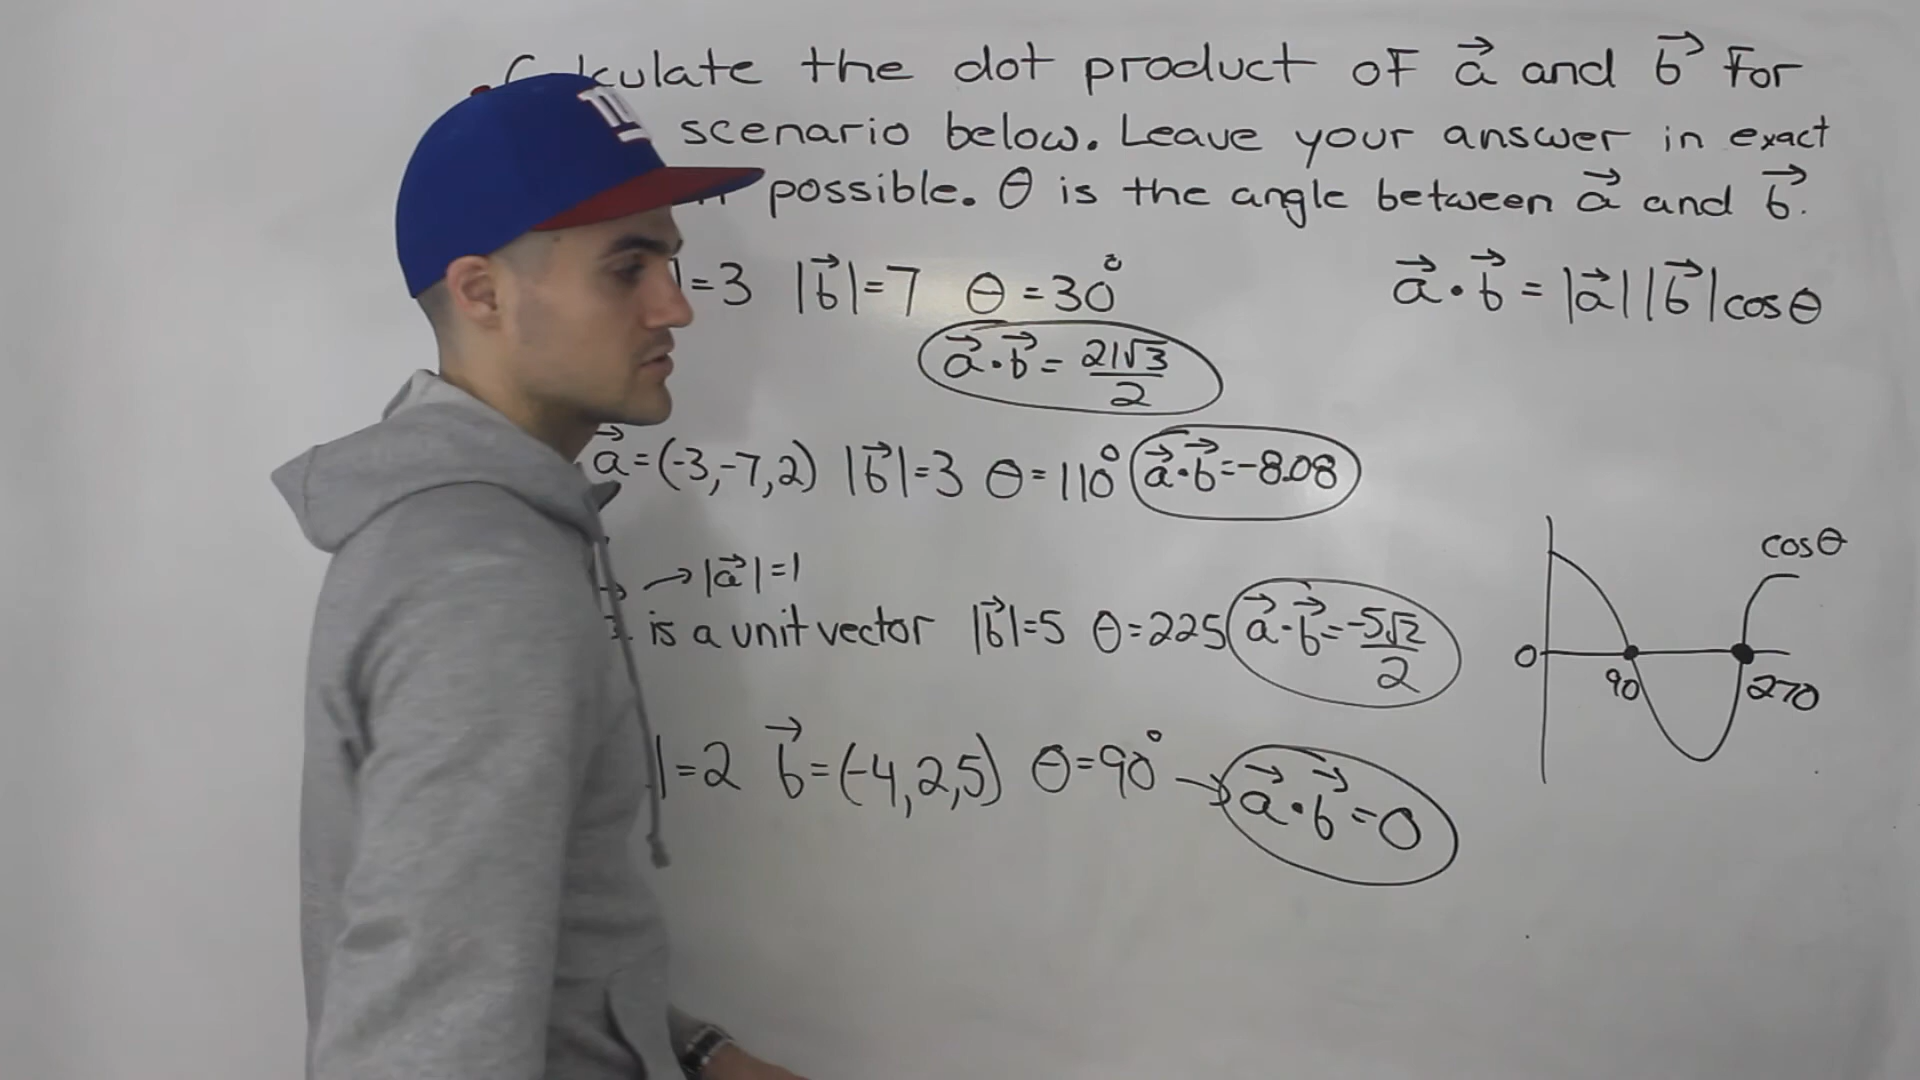 Calculate the dot product of a⃗ and b⃗ For
scenario below. Leave your answer in exact
possible. θ is the angle between a⃗ and b⃗.
|=3 |b⃗|=7 θ=30°
a⃗·b⃗=|a⃗||b⃗|cosθ
a⃗·b⃗=21√3/2
a⃗=(-3,-7,2) |b⃗|=3 θ=110° a⃗·b⃗=-8.08
→|a⃗|=1
is a unit vector |b⃗|=5 θ=225 a⃗·b⃗=-5√2/2
|=2 b⃗=(-4,2,5) θ=90° → a⃗·b⃗=0
cosθ
0
90
270